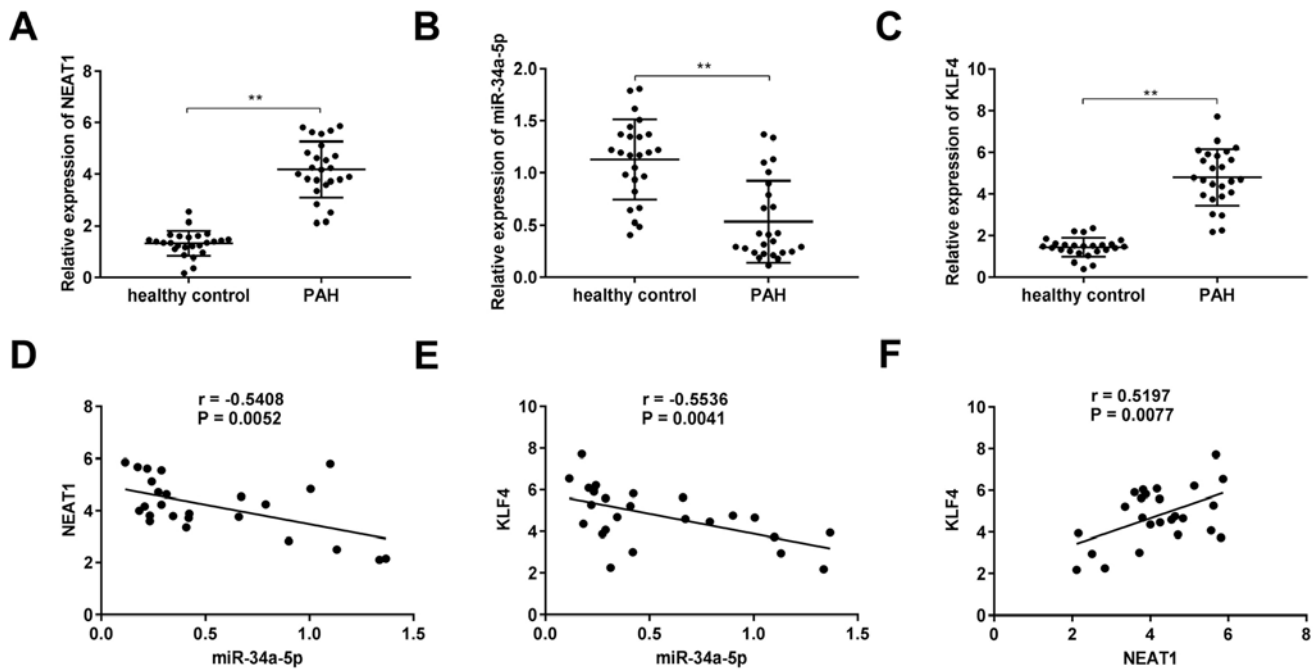 A
Relative expression of NEAT1
8
6
4
2
0
**
healthy control
PAH
B
Relative expression of miR-34a-5p
2.0
1.5
1.0
0.5
0.0
**
healthy control
PAH
C
Relative expression of KLF4
10
8
6
4
2
0
**
healthy control
PAH
D
r = -0.5408
P = 0.0052
NEAT1
8
6
4
2
0
0.0
0.5
1.0
1.5
miR-34a-5p
E
r = -0.5536
P = 0.0041
KLF4
10
8
6
4
2
0
0.0
0.5
1.0
1.5
miR-34a-5p
F
r = 0.5197
P = 0.0077
KLF4
10
8
6
4
2
0
0
2
4
6
8
NEAT1